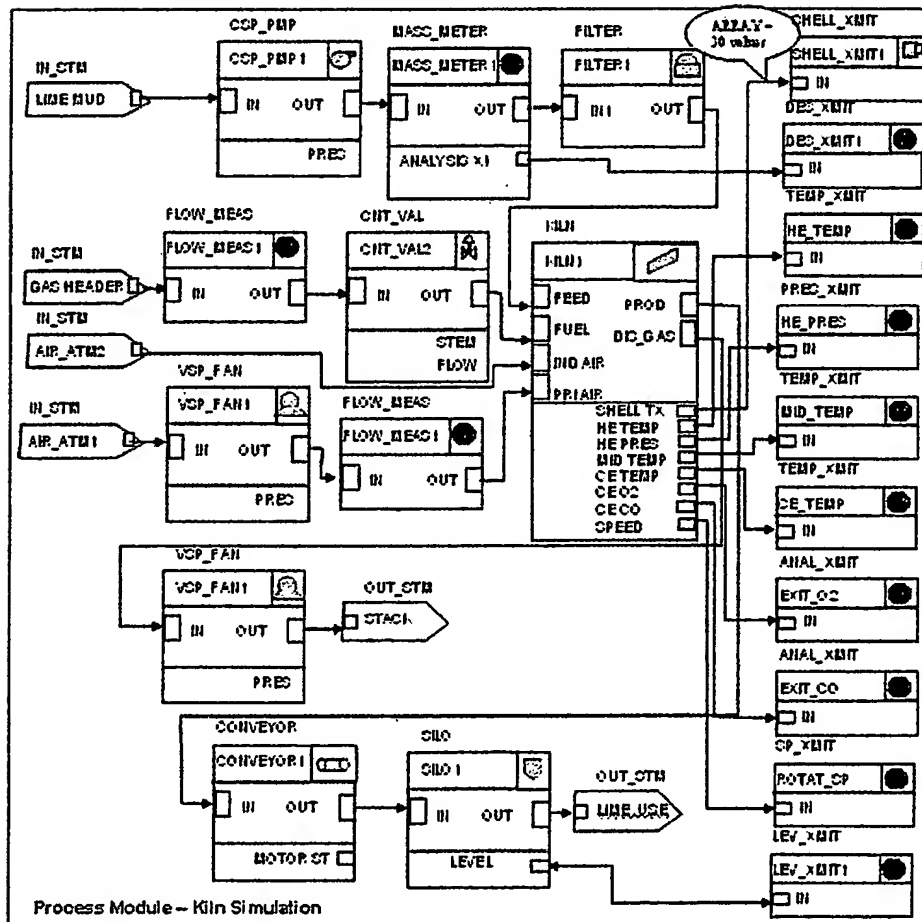 CSP_PMP
CSP_PMP1
IN OUT
PRES
MASS_METER
MASS_METER1
IN OUT
ANALYSIS X1
FILTER
FILTER1
IN1 OUT
ARRAY -
SHELL_XMIT
SHELL_XMIT1
IN
IN_STM
LIME MUD
DES_XMIT
DES_XMIT1
IN
FLOW_MEAS
FLOW_MEAS1
IN OUT
CNT_VAL
CNT_VAL2
IN OUT
STEM
FLOW
KILN
KILN1
FEED PROD
FUEL DIS_GAS
IND AIR
PRI AIR
SHELL TX
HE TEMP
HE PRES
MID TEMP
CE TEMP
CE O2
CE CO
SPEED
TEMP_XMIT
HE_TEMP
IN
IN_STM
GAS HEADER
IN_STM
AIR_ATM2
PRES_XMIT
HE_PRES
IN
VSP_FAN
VSP_FAN1
IN OUT
PRES
FLOW_MEAS
FLOW_MEAS1
IN OUT
IN_STM
AIR_ATM1
TEMP_XMIT
MID_TEMP
IN
TEMP_XMIT
CE_TEMP
IN
VSP_FAN
VSP_FAN1
IN OUT
PRES
OUT_STM
STACK
ANAL_XMIT
EXIT_O2
IN
ANAL_XMIT
EXIT_CO
IN
CONVEYOR
CONVEYOR1
IN OUT
MOTOR ST
SILO
SILO1
IN OUT
LEVEL
OUT_STM
LIME USE
SP_XMIT
ROTAT_SP
IN
LEV_XMIT
LEV_XMIT1
IN
Process Module – Kiln Simulation